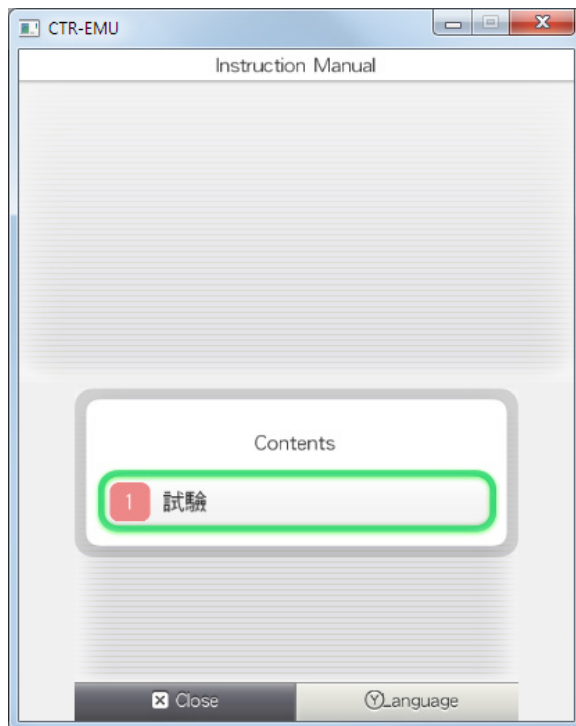 CTR-EMU
Instruction Manual
Contents
1 試驗
X Close
Ⓨ Language